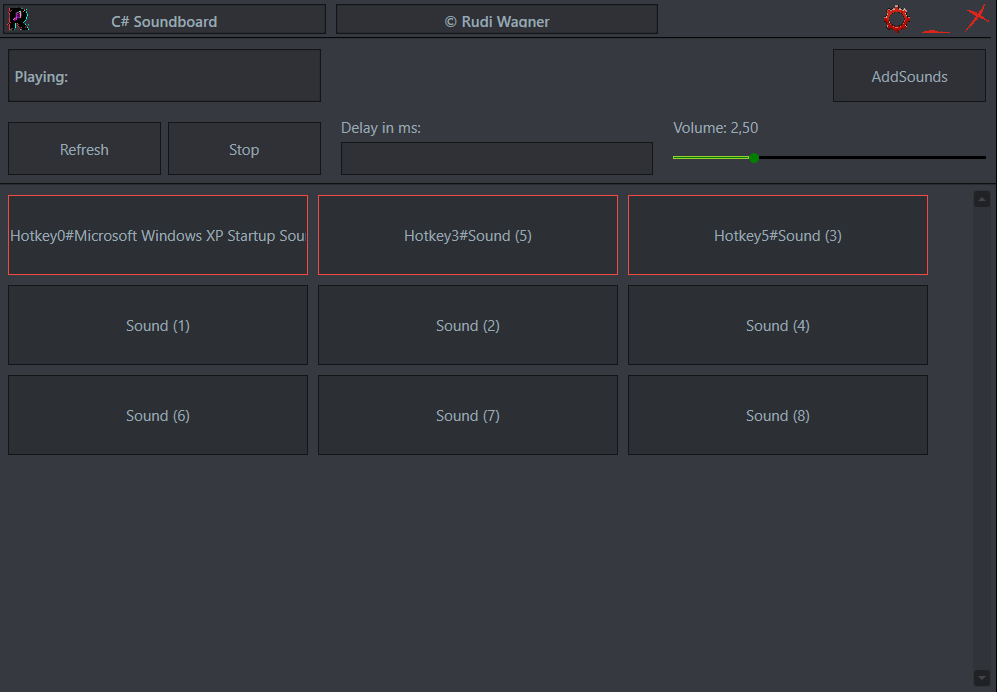 C# Soundboard
© Rudi Wagner
Playing:
AddSounds
Refresh
Stop
Delay in ms:
Volume: 2,50
Hotkey0#Microsoft Windows XP Startup Sou
Hotkey3#Sound (5)
Hotkey5#Sound (3)
Sound (1)
Sound (2)
Sound (4)
Sound (6)
Sound (7)
Sound (8)